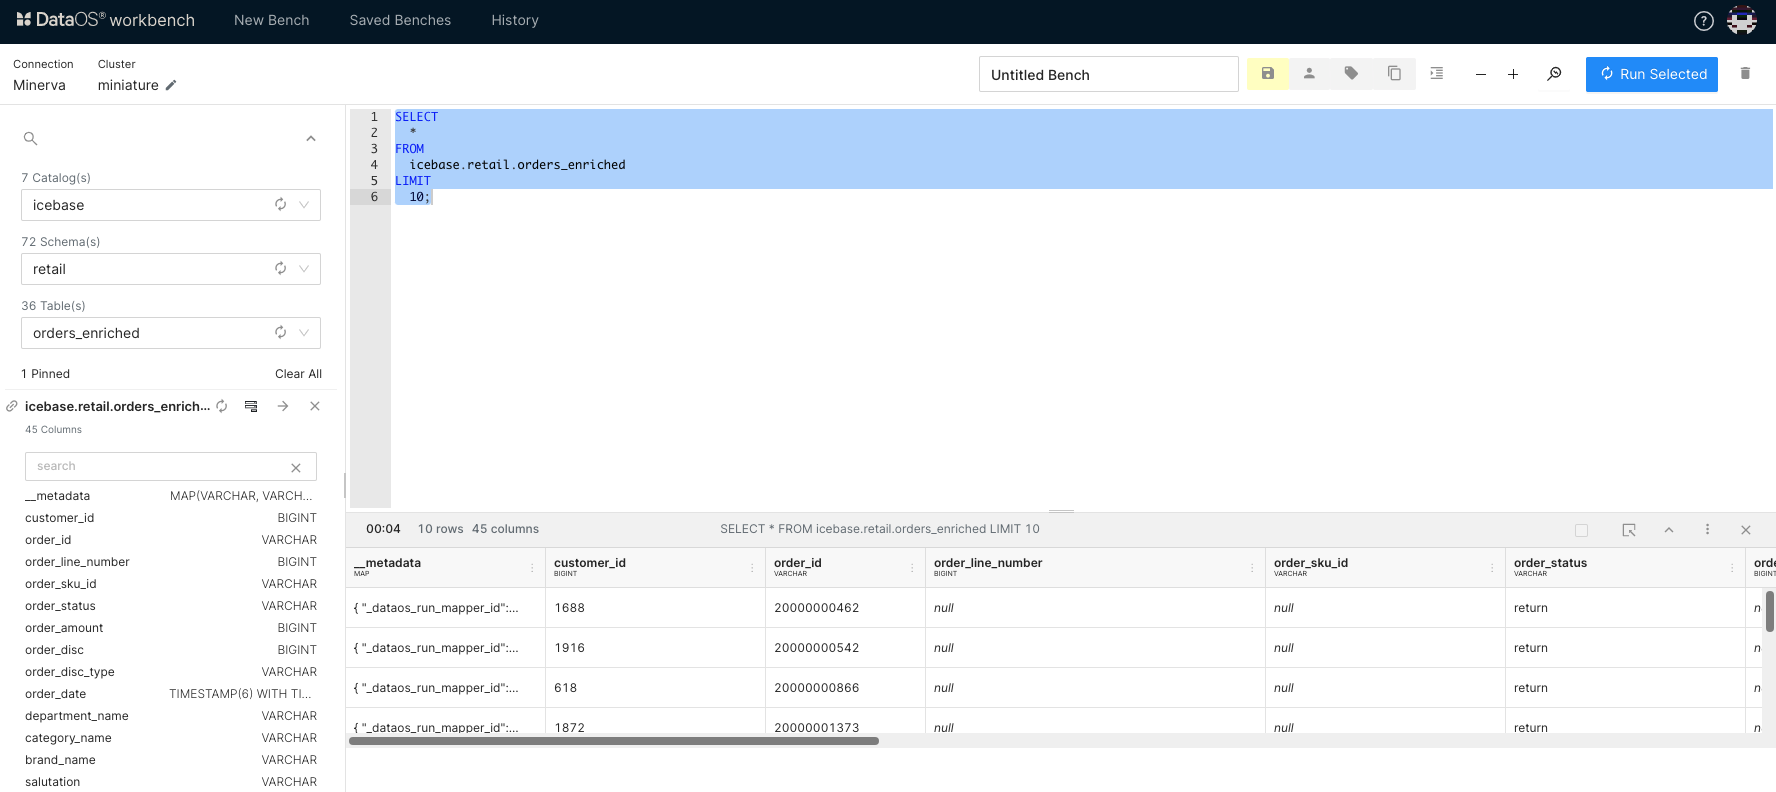 DataOS® workbench New Bench Saved Benches History
Connection Cluster
Minerva miniature
Untitled Bench
Run Selected
7 Catalog(s)
icebase
72 Schema(s)
retail
36 Table(s)
orders_enriched
1 Pinned Clear All
icebase.retail.orders_enrich...
45 Columns
search
__metadata MAP(VARCHAR, VARCH...
customer_id BIGINT
order_id VARCHAR
order_line_number BIGINT
order_sku_id VARCHAR
order_status VARCHAR
order_amount BIGINT
order_disc BIGINT
order_disc_type VARCHAR
order_date TIMESTAMP(6) WITH TI...
department_name VARCHAR
category_name VARCHAR
brand_name VARCHAR
salutation VARCHAR
1 SELECT
2 *
3 FROM
4 icebase.retail.orders_enriched
5 LIMIT
6 10;
00:04 10 rows 45 columns SELECT * FROM icebase.retail.orders_enriched LIMIT 10
__metadata customer_id order_id order_line_number order_sku_id order_status orde
MAP BIGINT VARCHAR BIGINT VARCHAR VARCHAR BIGINT
{ "_dataos_run_mapper_id":... 1688 20000000462 null null return n
{ "_dataos_run_mapper_id":... 1916 20000000542 null null return n
{ "_dataos_run_mapper_id":... 618 20000000866 null null return n
{ "_dataos_run_mapper_id":... 1872 20000001373 null null return n